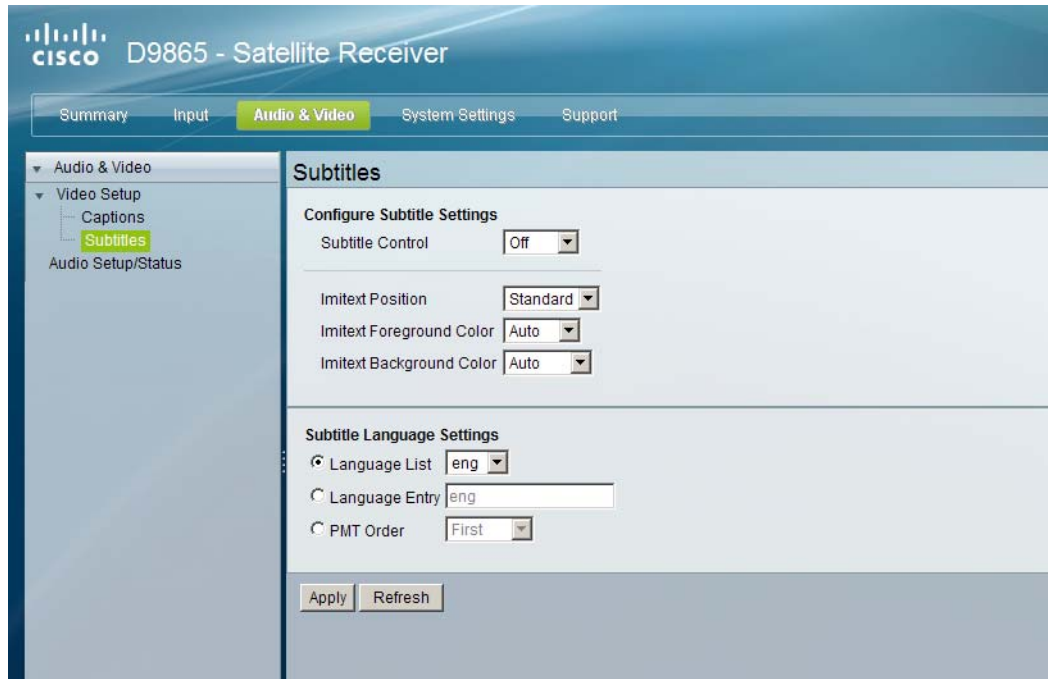 CISCO D9865 - Satellite Receiver
Summary Input Audio & Video System Settings Support
Audio & Video
Video Setup
Captions
Subtitles
Audio Setup/Status
Subtitles
Configure Subtitle Settings
Subtitle Control Off
Imitext Position Standard
Imitext Foreground Color Auto
Imitext Background Color Auto
Subtitle Language Settings
Language List eng
Language Entry eng
PMT Order First
Apply Refresh